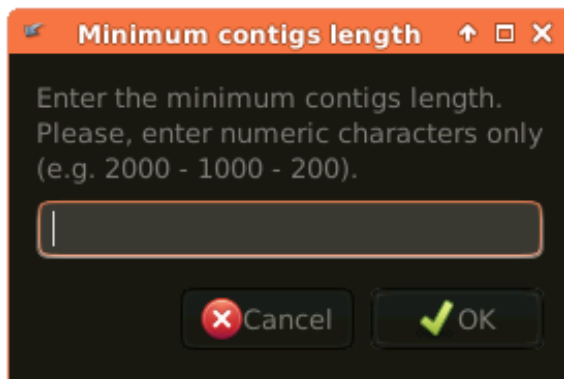 Minimum contigs length
Enter the minimum contigs length.
Please, enter numeric characters only
(e.g. 2000 - 1000 - 200).
Cancel
OK